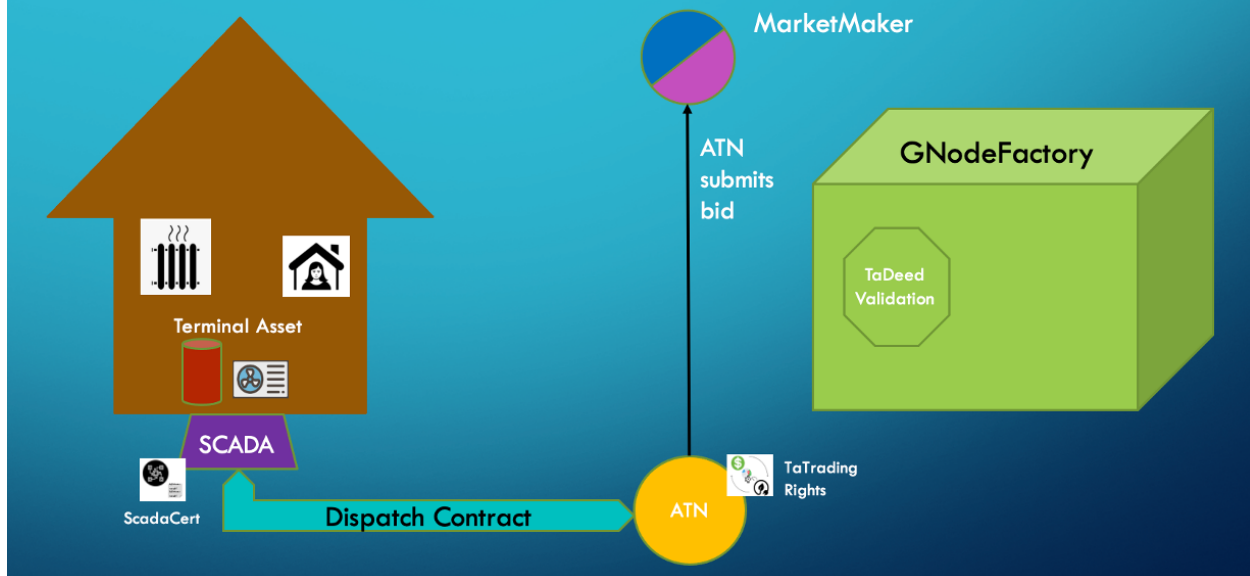 MarketMaker
ATN
submits
bid
GNodeFactory
TaDeed
Validation
Terminal Asset
SCADA
ScadaCert
Dispatch Contract
ATN
TaTrading
Rights